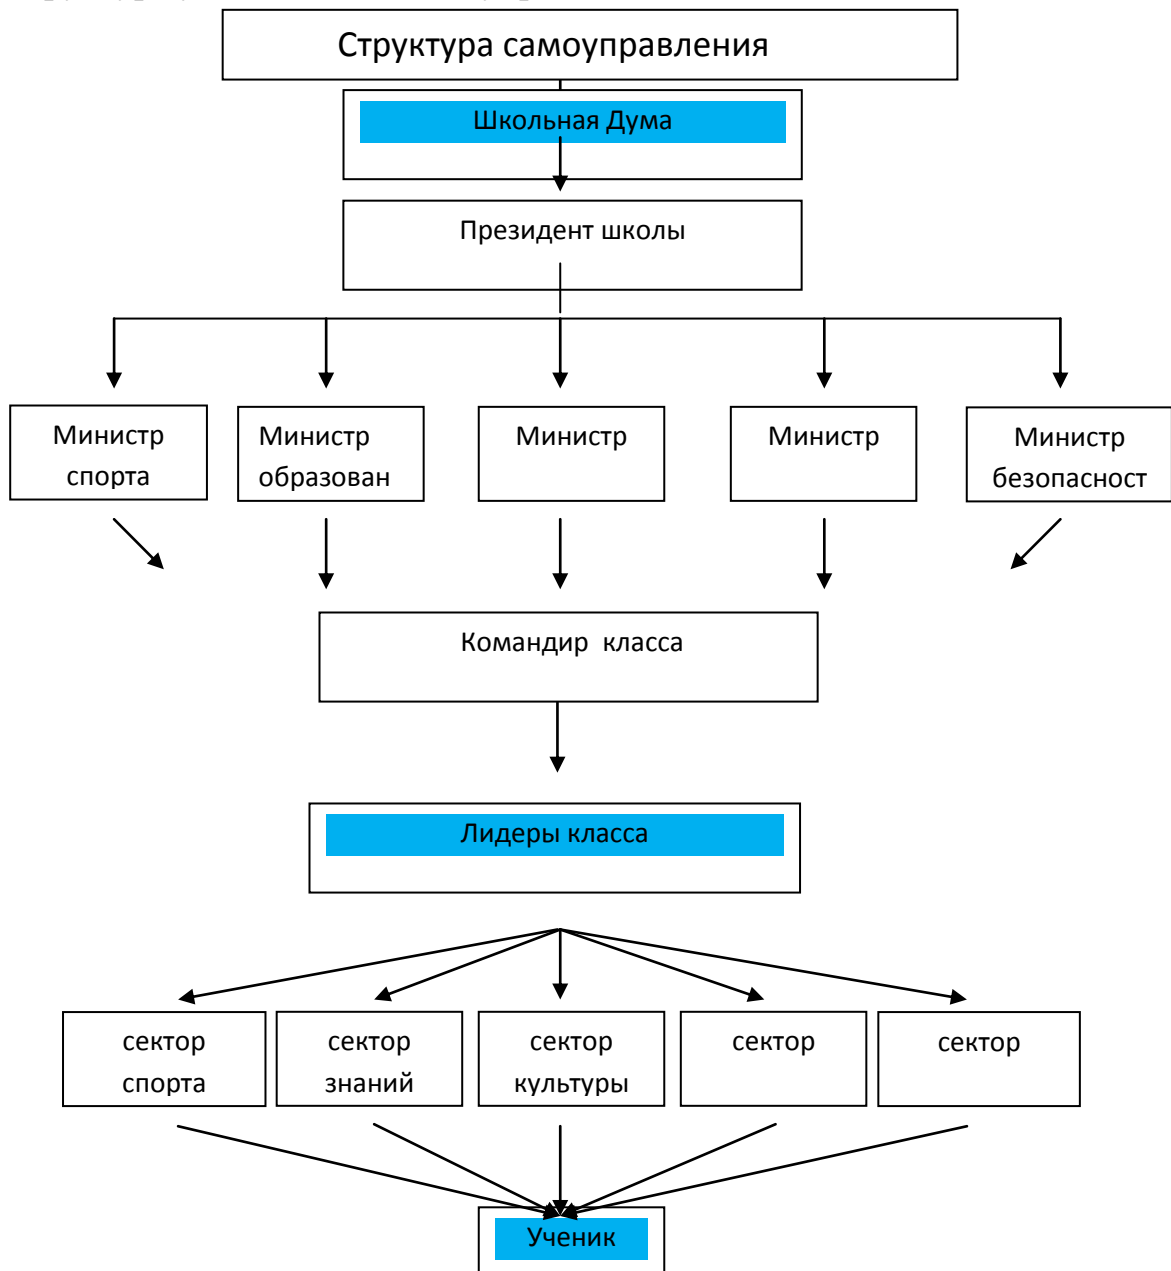 Структура самоуправления
Школьная Дума
Президент школы
Министр
спорта
Министр
образован
Министр
Министр
Министр
безопасност
Командир класса
Лидеры класса
сектор
спорта
сектор
знаний
сектор
культуры
сектор
сектор
Ученик